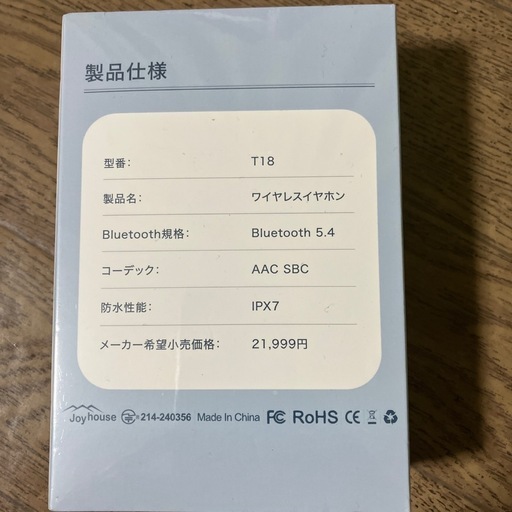 製品仕様
型番: T18
製品名: ワイヤレスイヤホン
Bluetooth規格: Bluetooth 5.4
コーデック: AAC SBC
防水性能: IPX7
メーカー希望小売価格: 21,999円
Joyhouse 214-240356 Made In China FC RoHS CE